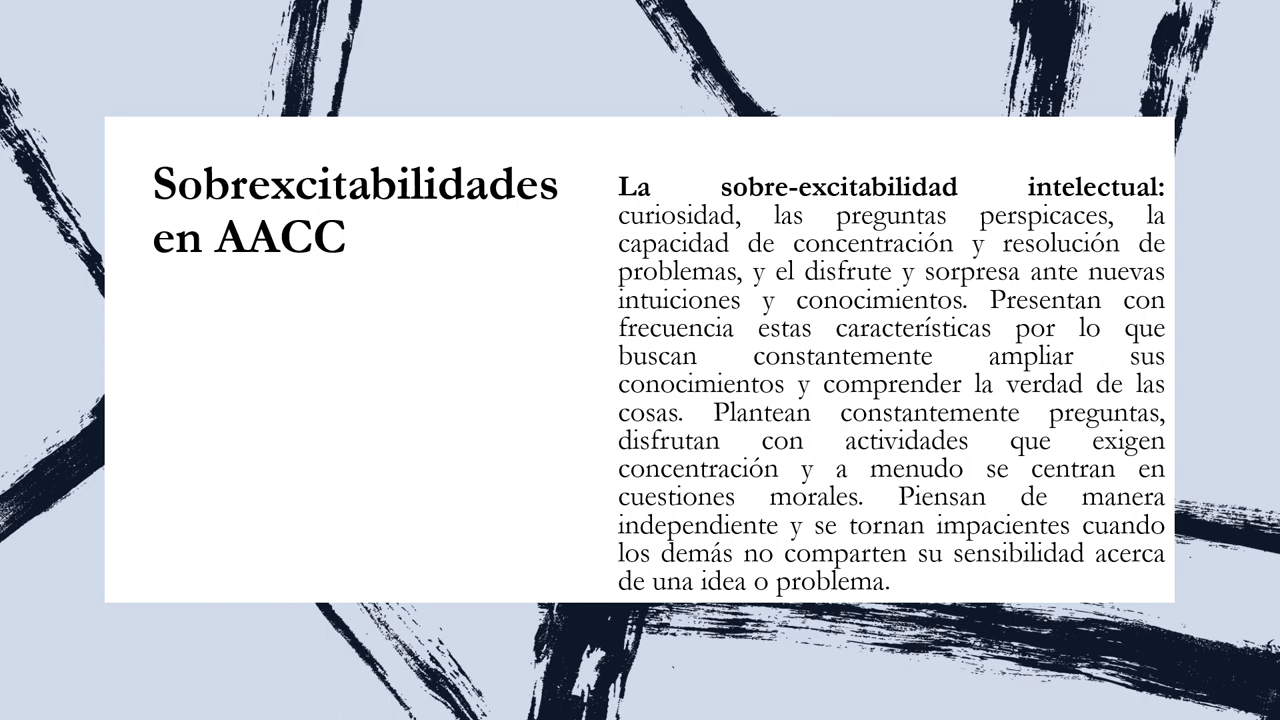 Sobrexcitabilidades
en AACC
La sobre-excitabilidad intelectual:
curiosidad, las preguntas perspicaces, la
capacidad de concentración y resolución de
problemas, y el disfrute y sorpresa ante nuevas
intuiciones y conocimientos. Presentan con
frecuencia estas características por lo que
buscan constantemente ampliar sus
conocimientos y comprender la verdad de las
cosas. Plantean constantemente preguntas,
disfrutan con actividades que exigen
concentración y a menudo se centran en
cuestiones morales. Piensan de manera
independiente y se tornan impacientes cuando
los demás no comparten su sensibilidad acerca
de una idea o problema.